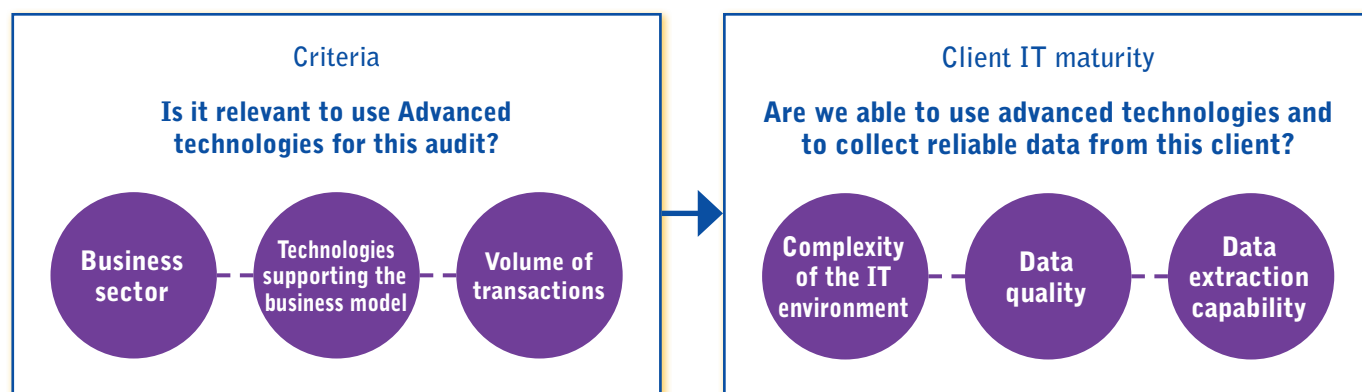 Criteria
Is it relevant to use Advanced
technologies for this audit?
Business
sector
Technologies
supporting the
business model
Volume of
transactions
Client IT maturity
Are we able to use advanced technologies and
to collect reliable data from this client?
Complexity
of the IT
environment
Data
quality
Data
extraction
capability